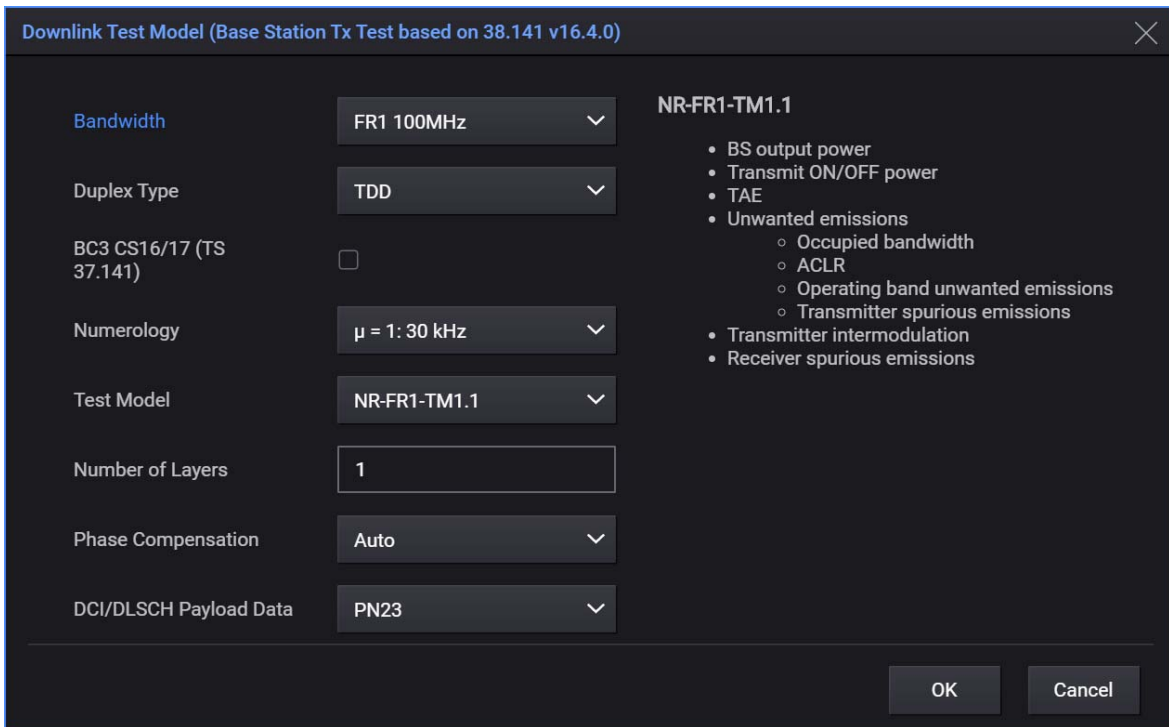 Downlink Test Model (Base Station Tx Test based on 38.141 v16.4.0)
Bandwidth
FR1 100MHz
Duplex Type
TDD
BC3 CS16/17 (TS
37.141)
Numerology
μ = 1: 30 kHz
Test Model
NR-FR1-TM1.1
Number of Layers
1
Phase Compensation
Auto
DCI/DLSCH Payload Data
PN23
NR-FR1-TM1.1
• BS output power
• Transmit ON/OFF power
• TAE
• Unwanted emissions
◦ Occupied bandwidth
◦ ACLR
◦ Operating band unwanted emissions
◦ Transmitter spurious emissions
• Transmitter intermodulation
• Receiver spurious emissions
OK
Cancel